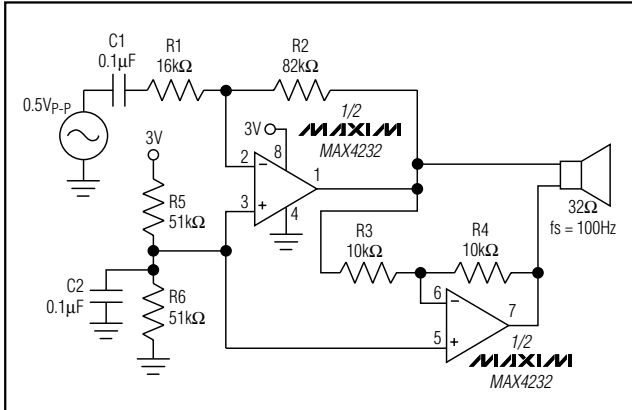 C1
0.1μF
R1
16kΩ
R2
82kΩ
0.5VP-P
3V
3V
1/2
MAXIM
MAX4232
8
2
−
1
3
+
4
R5
51kΩ
32Ω
fs = 100Hz
R3
10kΩ
R4
10kΩ
C2
0.1μF
R6
51kΩ
6
−
7
5
+
1/2
MAXIM
MAX4232